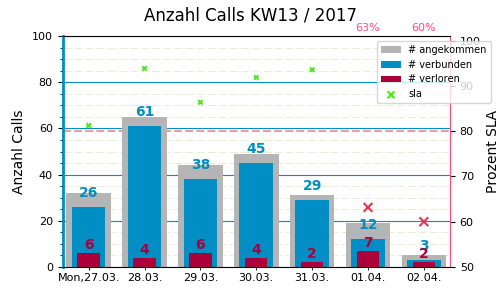 Anzahl Calls KW13 / 2017
63% 60%
# angekommen
# verbunden
# verloren
sla
Anzahl Calls
Prozent SLA
100
80
60
40
20
0
100
90
80
70
60
50
26 61 38 45 29 12 3
6 4 6 4 2 7 2
Mon,27.03. 28.03. 29.03. 30.03. 31.03. 01.04. 02.04.